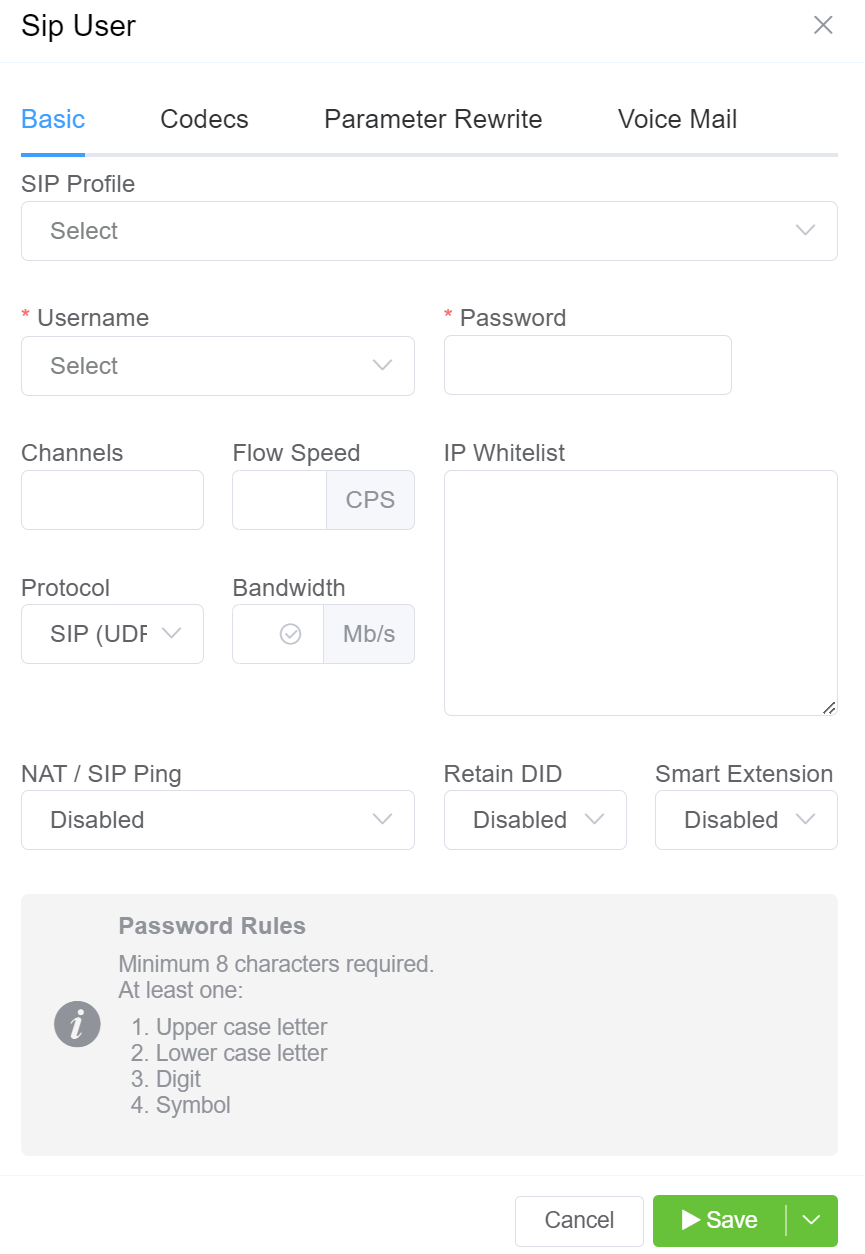 Sip User
Basic Codecs Parameter Rewrite Voice Mail
SIP Profile
Select
* Username * Password
Select
Channels Flow Speed IP Whitelist
CPS
Protocol Bandwidth
SIP (UDP Mb/s
NAT / SIP Ping Retain DID Smart Extension
Disabled Disabled Disabled
Password Rules
Minimum 8 characters required.
At least one:
1. Upper case letter
2. Lower case letter
3. Digit
4. Symbol
Cancel Save